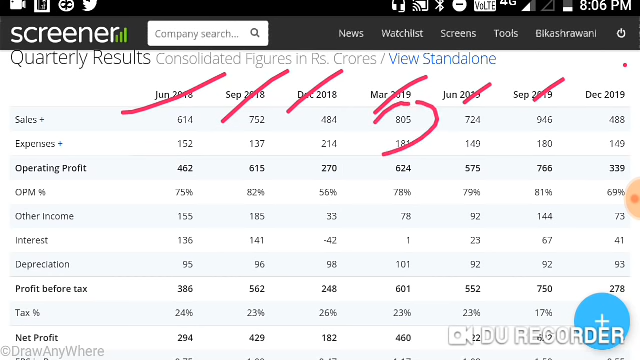 VoLTE 4G 8:06 PM
screener Company search... News Watchlist Screens Tools Bikashrawani
Quarterly Results Consolidated Figures in Rs. Crores / View Standalone
Jun 2018 Sep 2018 Dec 2018 Mar 2019 Jun 2019 Sep 2019 Dec 2019
Sales + 614 752 484 805 724 946 488
Expenses + 152 137 214 181 149 180 149
Operating Profit 462 615 270 624 575 766 339
OPM % 75% 82% 56% 78% 79% 81% 69%
Other Income 155 185 33 78 92 144 73
Interest 136 141 -42 1 23 67 41
Depreciation 95 96 98 101 92 92 93
Profit before tax 386 562 248 601 552 750 278
Tax % 24% 23% 26% 23% 23% 17%
Net Profit 294 429 182 460
DU RECORDER
@DrawAnyWhere